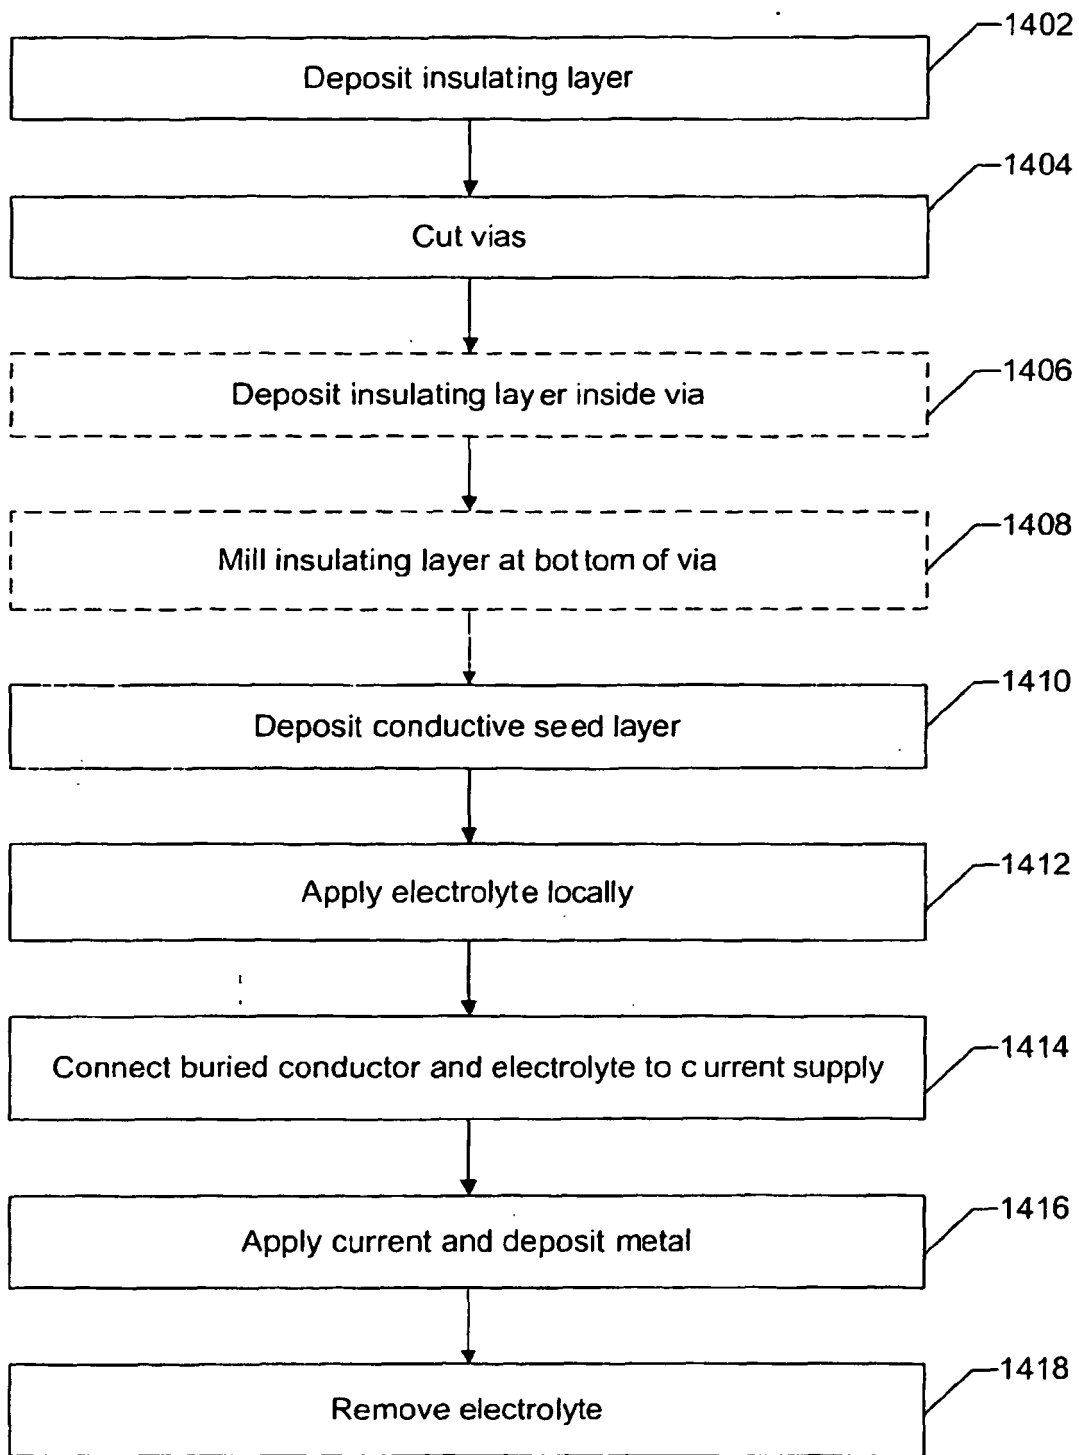 1402
Deposit insulating layer
1404
Cut vias
1406
Deposit insulating layer inside via
1408
Mill insulating layer at bottom of via
1410
Deposit conductive seed layer
1412
Apply electrolyte locally
1414
Connect buried conductor and electrolyte to current supply
1416
Apply current and deposit metal
1418
Remove electrolyte